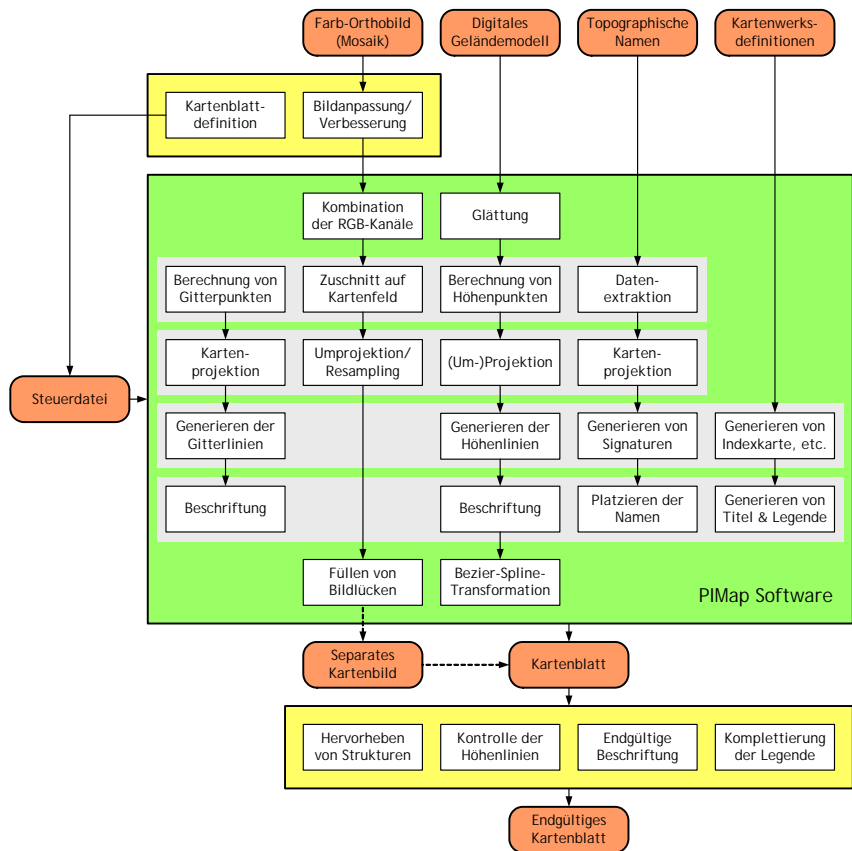 Farb-Orthobild
(Mosaik)
Digitales
Geländemodell
Topographische
Namen
Kartenwerks-
definitionen
Kartenblatt-
definition
Bildanpassung/
Verbesserung
Kombination
der RGB-Kanäle
Glättung
Berechnung von
Gitterpunkten
Zuschnitt auf
Kartenfeld
Berechnung von
Höhenpunkten
Daten-
extraktion
Karten-
projektion
Umprojektion/
Resampling
(Um-)Projektion
Karten-
projektion
Steuerdatei
Generieren der
Gitterlinien
Generieren der
Höhenlinien
Generieren von
Signaturen
Generieren von
Indexkarte, etc.
Beschriftung
Beschriftung
Platzieren der
Namen
Generieren von
Titel & Legende
Füllen von
Bildlücken
Bezier-Spline-
Transformation
PIMap Software
Separates
Kartenbild
Kartenblatt
Hervorheben
von Strukturen
Kontrolle der
Höhenlinien
Endgültige
Beschriftung
Komplettierung
der Legende
Endgültiges
Kartenblatt